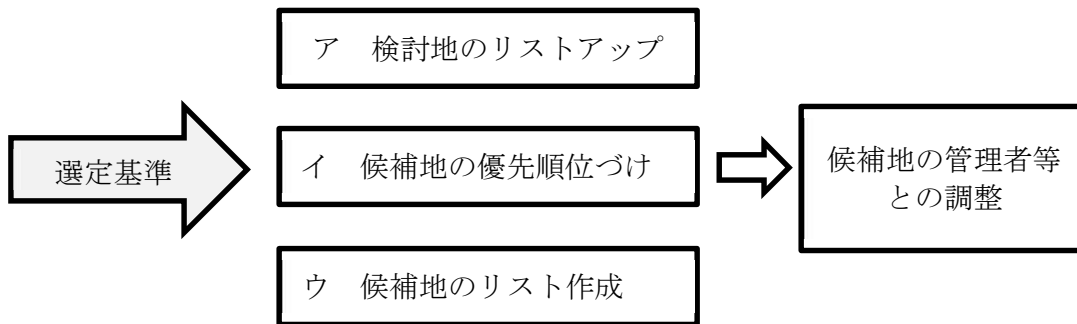 選定基準
ア　検討地のリストアップ
イ　候補地の優先順位づけ
ウ　候補地のリスト作成
候補地の管理者等
との調整